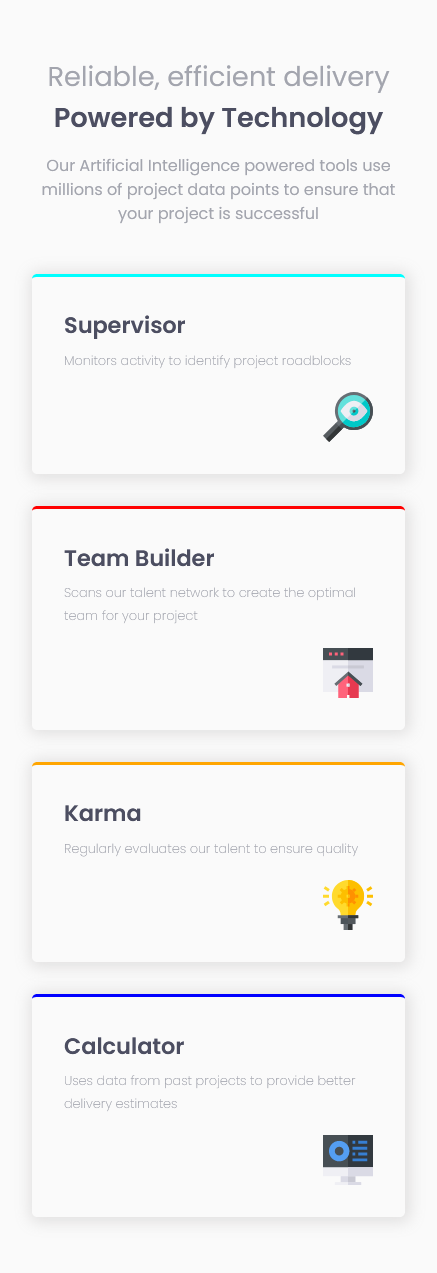 Reliable, efficient delivery
Powered by Technology
Our Artificial Intelligence powered tools use
millions of project data points to ensure that
your project is successful
Supervisor
Monitors activity to identify project roadblocks
Team Builder
Scans our talent network to create the optimal
team for your project
Karma
Regularly evaluates our talent to ensure quality
Calculator
Uses data from past projects to provide better
delivery estimates